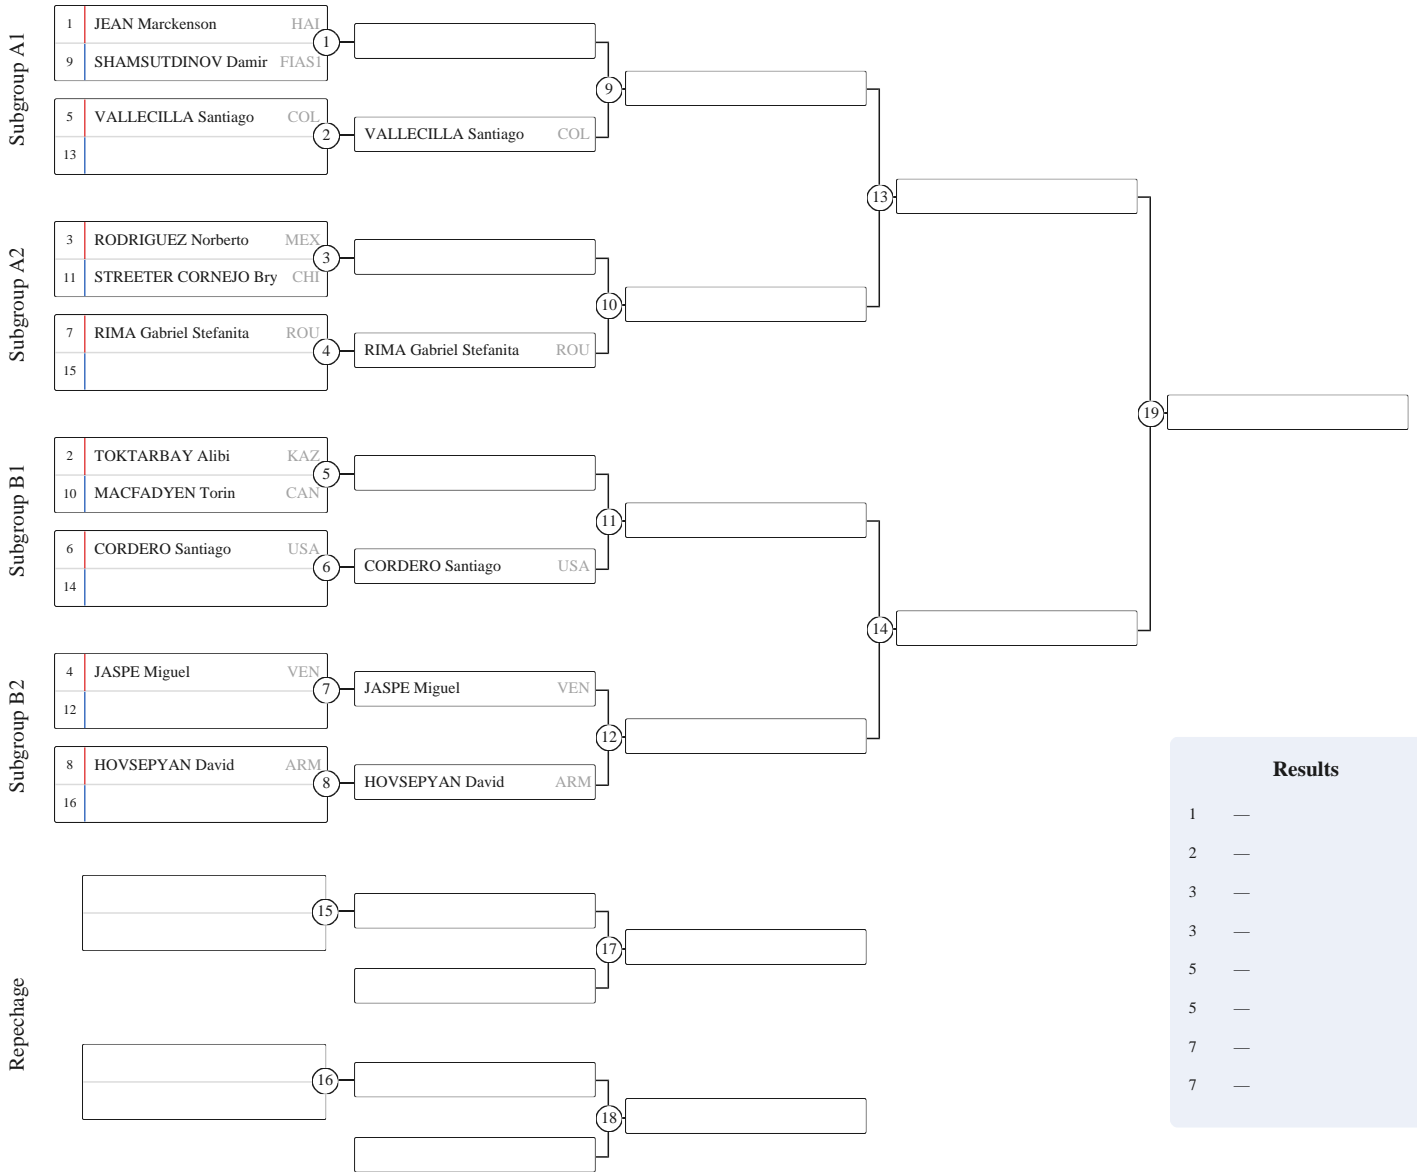 Subgroup A1
1 JEAN Marckenson HAI
9 SHAMSUTDINOV Damir FIAS1
1
5 VALLECILLA Santiago COL
13
2
VALLECILLA Santiago COL
9
Subgroup A2
3 RODRIGUEZ Norberto MEX
11 STREETER CORNEJO Bry CHI
3
7 RIMA Gabriel Stefanita ROU
15
4
RIMA Gabriel Stefanita ROU
10
13
Subgroup B1
2 TOKTARBAY Alibi KAZ
10 MACFADYEN Torin CAN
5
6 CORDERO Santiago USA
14
6
CORDERO Santiago USA
11
Subgroup B2
4 JASPE Miguel VEN
12
7
JASPE Miguel VEN
8 HOVSEPYAN David ARM
16
8
HOVSEPYAN David ARM
12
14
19
Repechage
15
17
16
18
Results
1 —
2 —
3 —
3 —
5 —
5 —
7 —
7 —